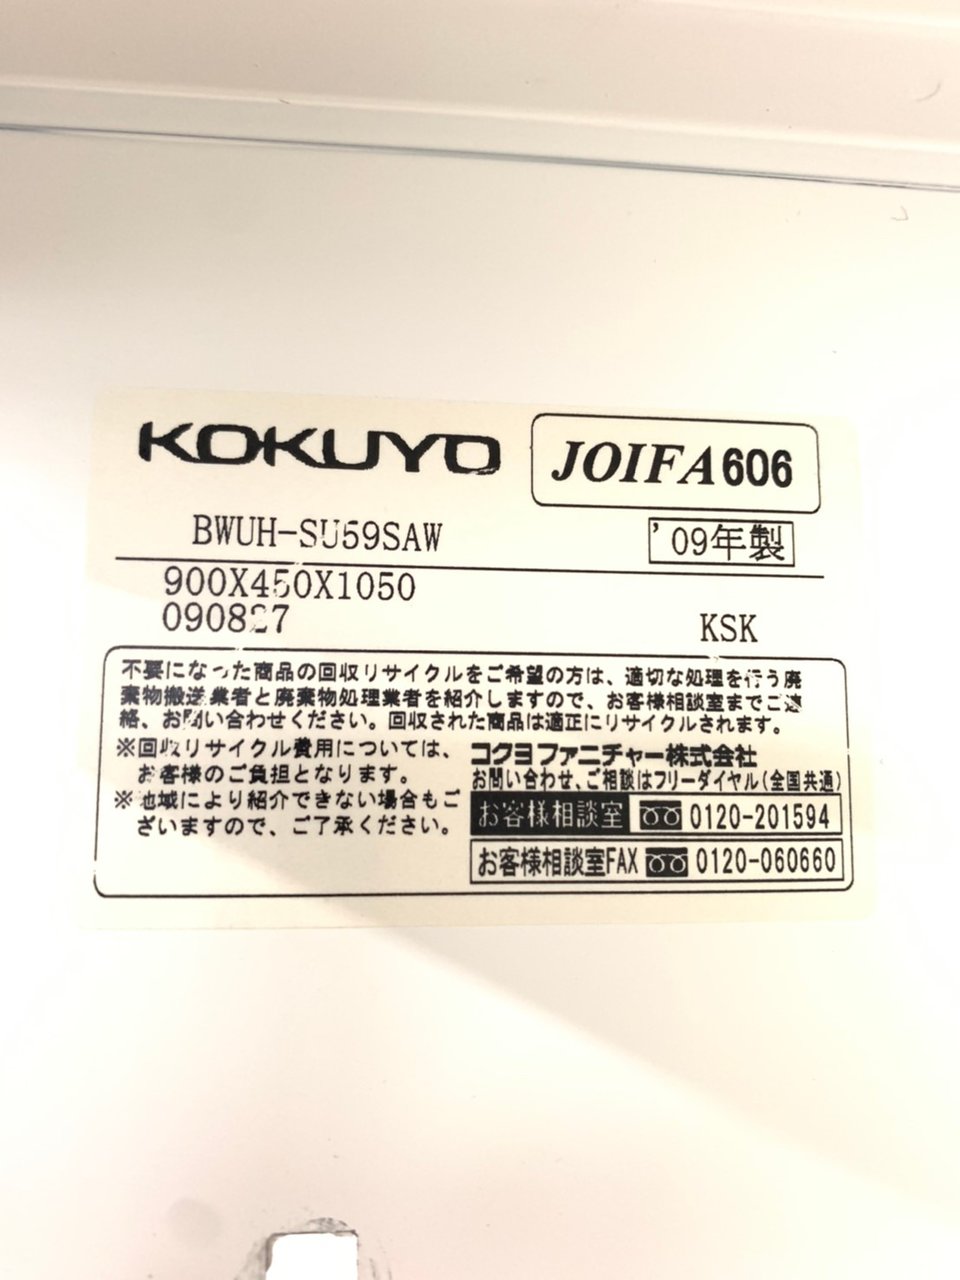 KOKUYO
JOIFA606
BWUH-SU59SAW
'09年製
900X450X1050
090827
KSK
不要になった商品の回収リサイクルをご希望の方は、適切な処理を行う廃
棄物搬送業者と廃棄物処理業者を紹介しますので、お客様相談室までご連
絡、お問い合わせください。回収された商品は適正にリサイクルされます。
※回収リサイクル費用については、
お客様のご負担となります。
※地域により紹介できない場合もご
ざいますので、ご了承ください。
コクヨファニチャー株式会社
お問い合わせ、ご相談はフリーダイヤル(全国共通)
お客様相談室 0120-201594
お客様相談室FAX 0120-060660